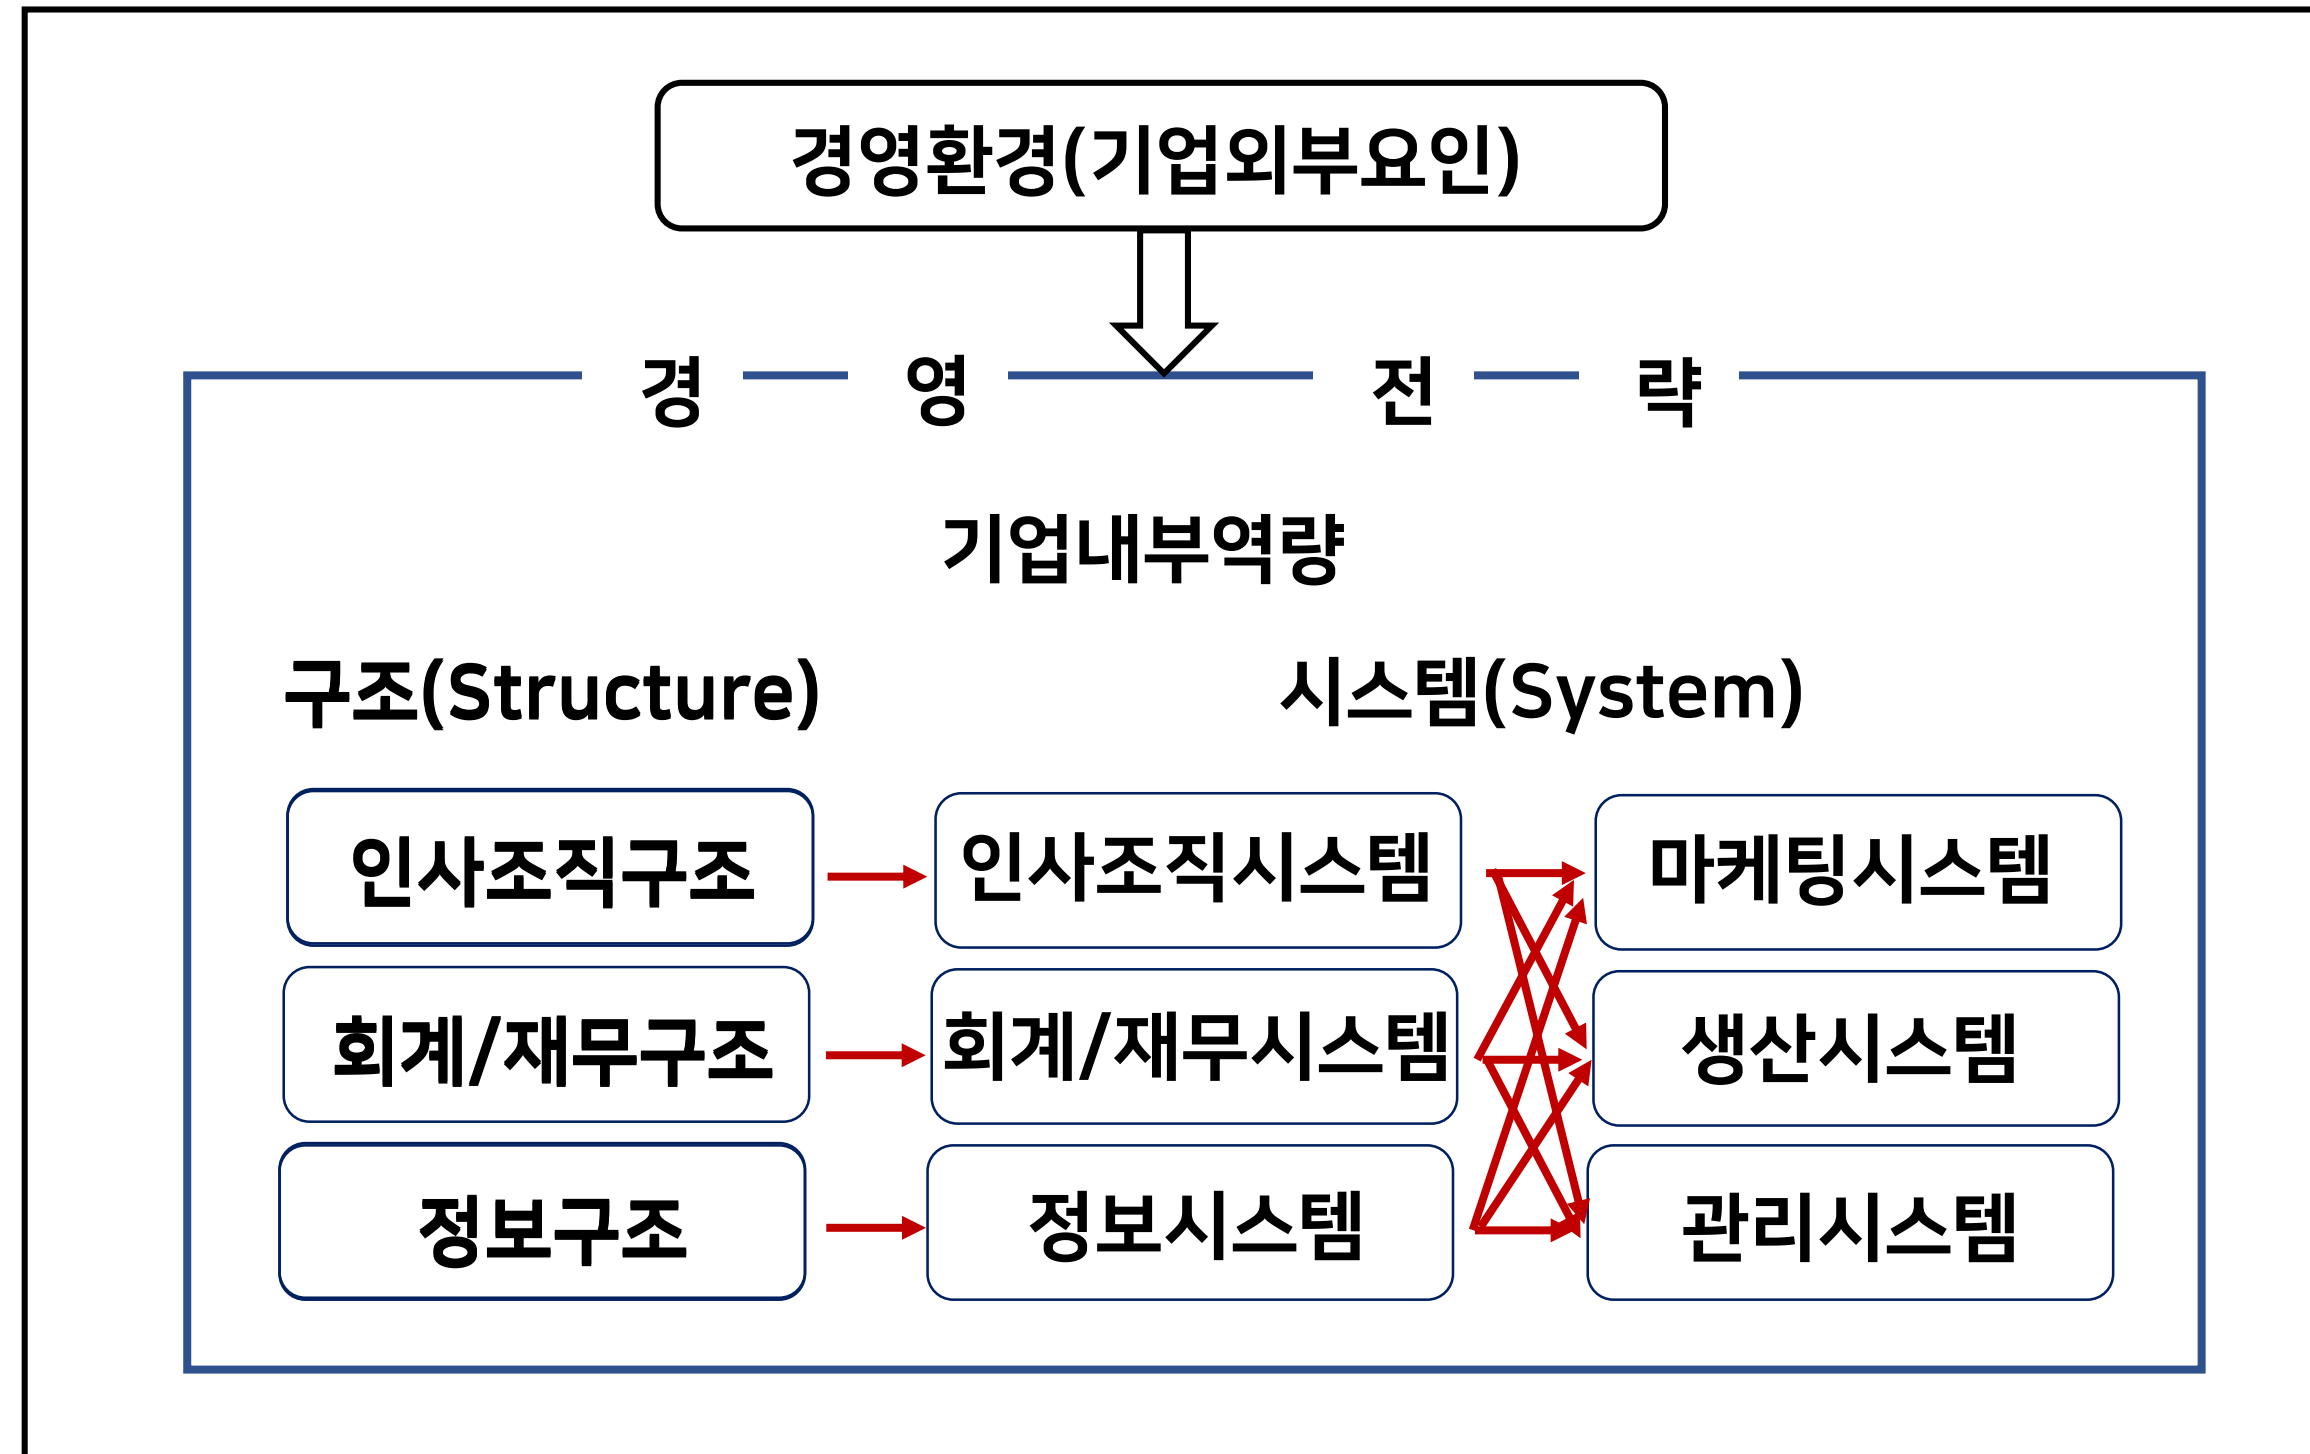 경영환경(기업외부요인)
경 영 전 략
기업내부역량
구조(Structure) 시스템(System)
인사조직구조 인사조직시스템 마케팅시스템
회계/재무구조 회계/재무시스템 생산시스템
정보구조 정보시스템 관리시스템